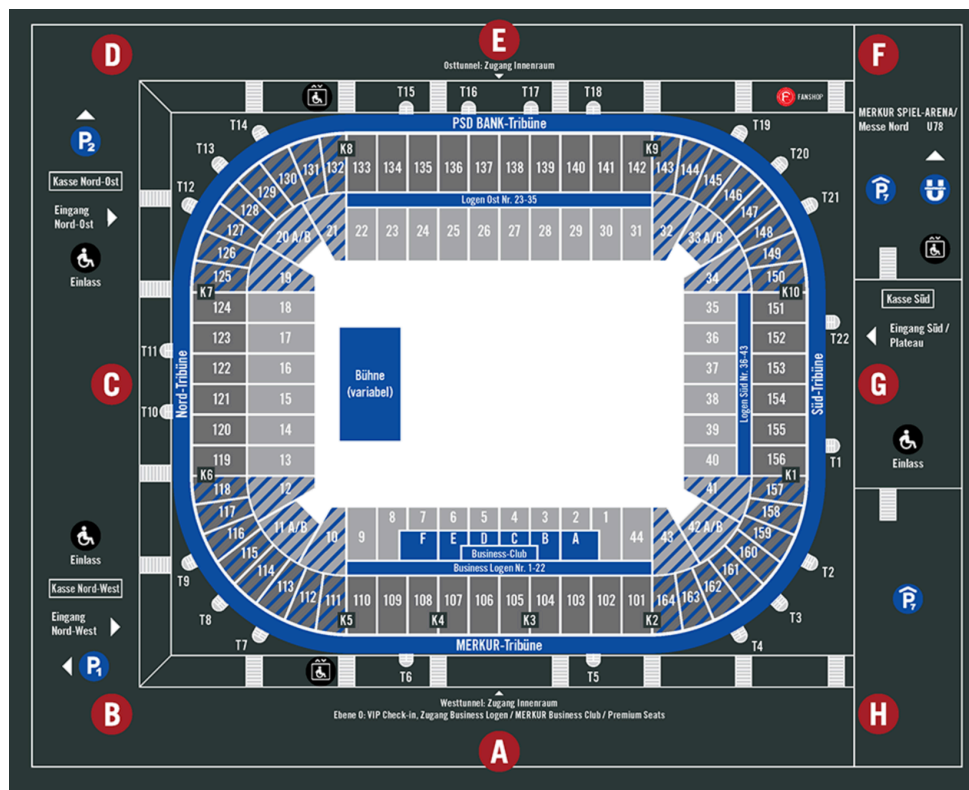 D
E
F
Osttunnel: Zugang Innenraum
T15
T16
T17
T18
F FANSHOP
PSD BANK-Tribüne
MERKUR SPIEL-ARENA/
Messe Nord U78
T14
T13
T12
T19
T20
T21
P2
Kasse Nord-Ost
Eingang
Nord-Ost
Einlass
P7
U
K8
K9
125 126 127 128 129 130 131 132 133 134 135 136 137 138 139 140 141 142 143 144 145 146 147 148 149 150
Logen Ost Nr. 23-35
19 20 A/B 21 22 23 24 25 26 27 28 29 30 31 32 33 A/B 34
K7
K10
124 18 35 151
123 17 36 152
122 16 37 153
121 15 38 154
120 14 39 155
119 13 40 156
Nord-Tribüne
Bühne
(variabel)
Logen Süd Nr. 36-43
Süd-Tribüne
T11
T10
T22
T1
C
G
Kasse Süd
Eingang Süd /
Plateau
Einlass
K6
K1
12 11 A/B 10 9 8 7 6 5 4 3 2 1 44 43 42 A/B 41
F E D C B A
Business-Club
Business Logen Nr. 1-22
118 117 116 115 114 113 112 111 110 109 108 107 106 105 104 103 102 101 164 163 162 161 160 159 158 157
K5
K4
K3
K2
MERKUR-Tribüne
Einlass
Kasse Nord-West
Eingang
Nord-West
P1
T9
T8
T7
T6
T5
T4
T3
T2
P7
Westtunnel: Zugang Innenraum
Ebene 0: VIP Check-in, Zugang Business Logen / MERKUR Business Club / Premium Seats
B
A
H